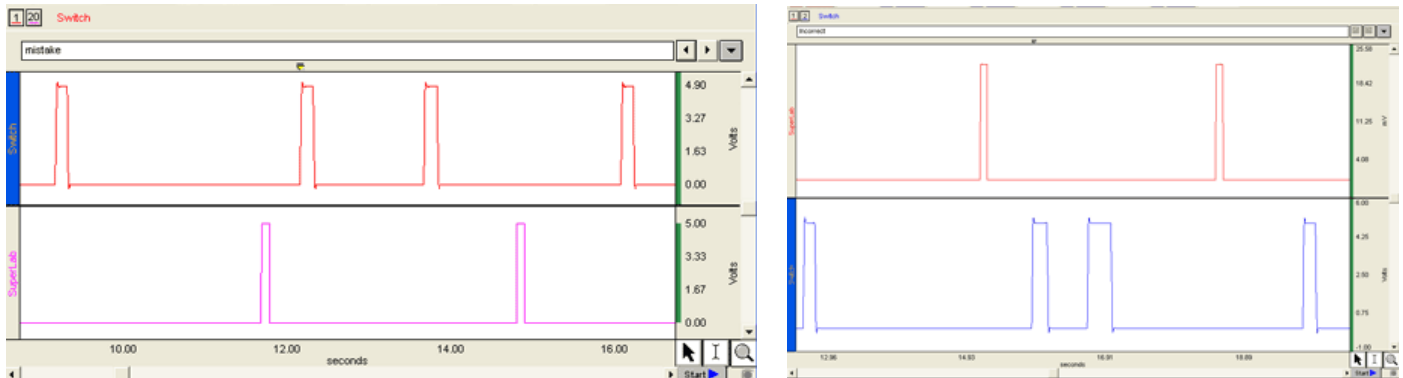 1 20 Switch
mistake
Switch
4.90
3.27
1.63
0.00
Volts
SuperLab
5.00
3.33
1.67
0.00
Volts
10.00 12.00 14.00 16.00
seconds
Start
1 2 Switch
Incorrect
SuperLab
25.58
18.42
11.25
4.08
mV
Switch
6.00
4.25
2.50
0.75
-1.00
Volts
12.96 14.93 16.91 18.89
seconds
Start